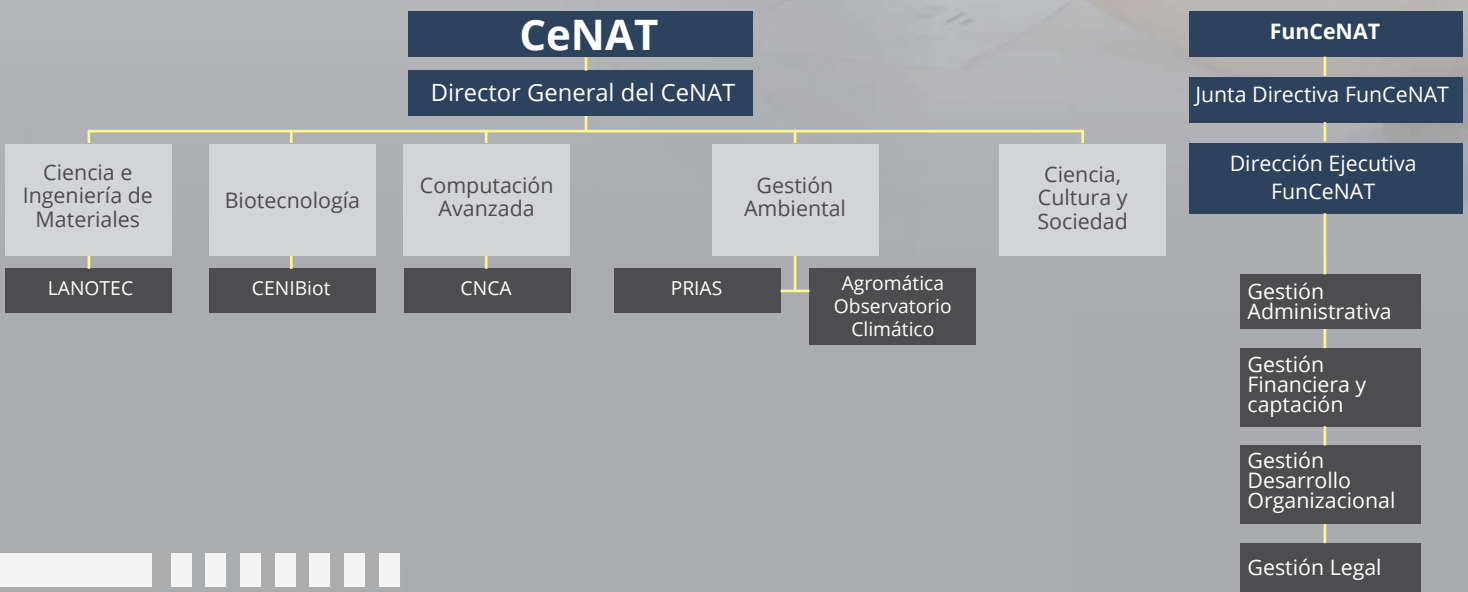 CeNAT
Director General del CeNAT
Ciencia e
Ingeniería de
Materiales
Biotecnología
Computación
Avanzada
Gestión
Ambiental
Ciencia,
Cultura y
Sociedad
LANOTEC
CENIBiot
CNCA
PRIAS
Agromática
Observatorio
Climático
FunCeNAT
Junta Directiva FunCeNAT
Dirección Ejecutiva
FunCeNAT
Gestión
Administrativa
Gestión
Financiera y
captación
Gestión
Desarrollo
Organizacional
Gestión Legal